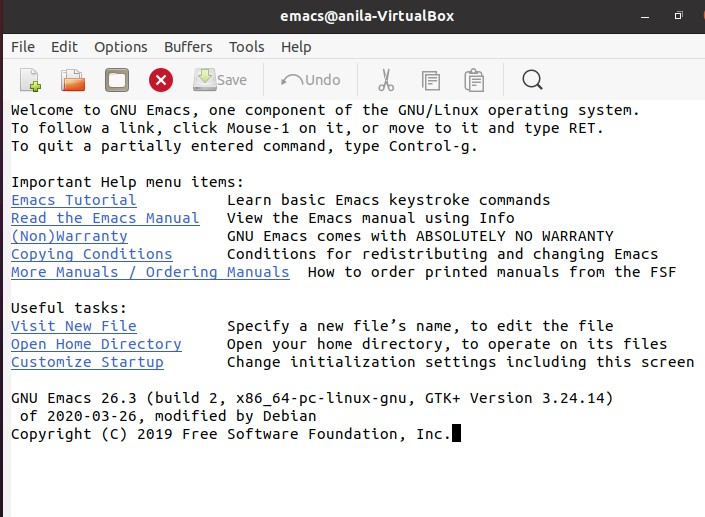 emacs@anila-VirtualBox
File Edit Options Buffers Tools Help
Save Undo
Welcome to GNU Emacs, one component of the GNU/Linux operating system.
To follow a link, click Mouse-1 on it, or move to it and type RET.
To quit a partially entered command, type Control-g.
Important Help menu items:
Emacs Tutorial Learn basic Emacs keystroke commands
Read the Emacs Manual View the Emacs manual using Info
(Non)Warranty GNU Emacs comes with ABSOLUTELY NO WARRANTY
Copying Conditions Conditions for redistributing and changing Emacs
More Manuals / Ordering Manuals How to order printed manuals from the FSF
Useful tasks:
Visit New File Specify a new file’s name, to edit the file
Open Home Directory Open your home directory, to operate on its files
Customize Startup Change initialization settings including this screen
GNU Emacs 26.3 (build 2, x86_64-pc-linux-gnu, GTK+ Version 3.24.14)
of 2020-03-26, modified by Debian
Copyright (C) 2019 Free Software Foundation, Inc.